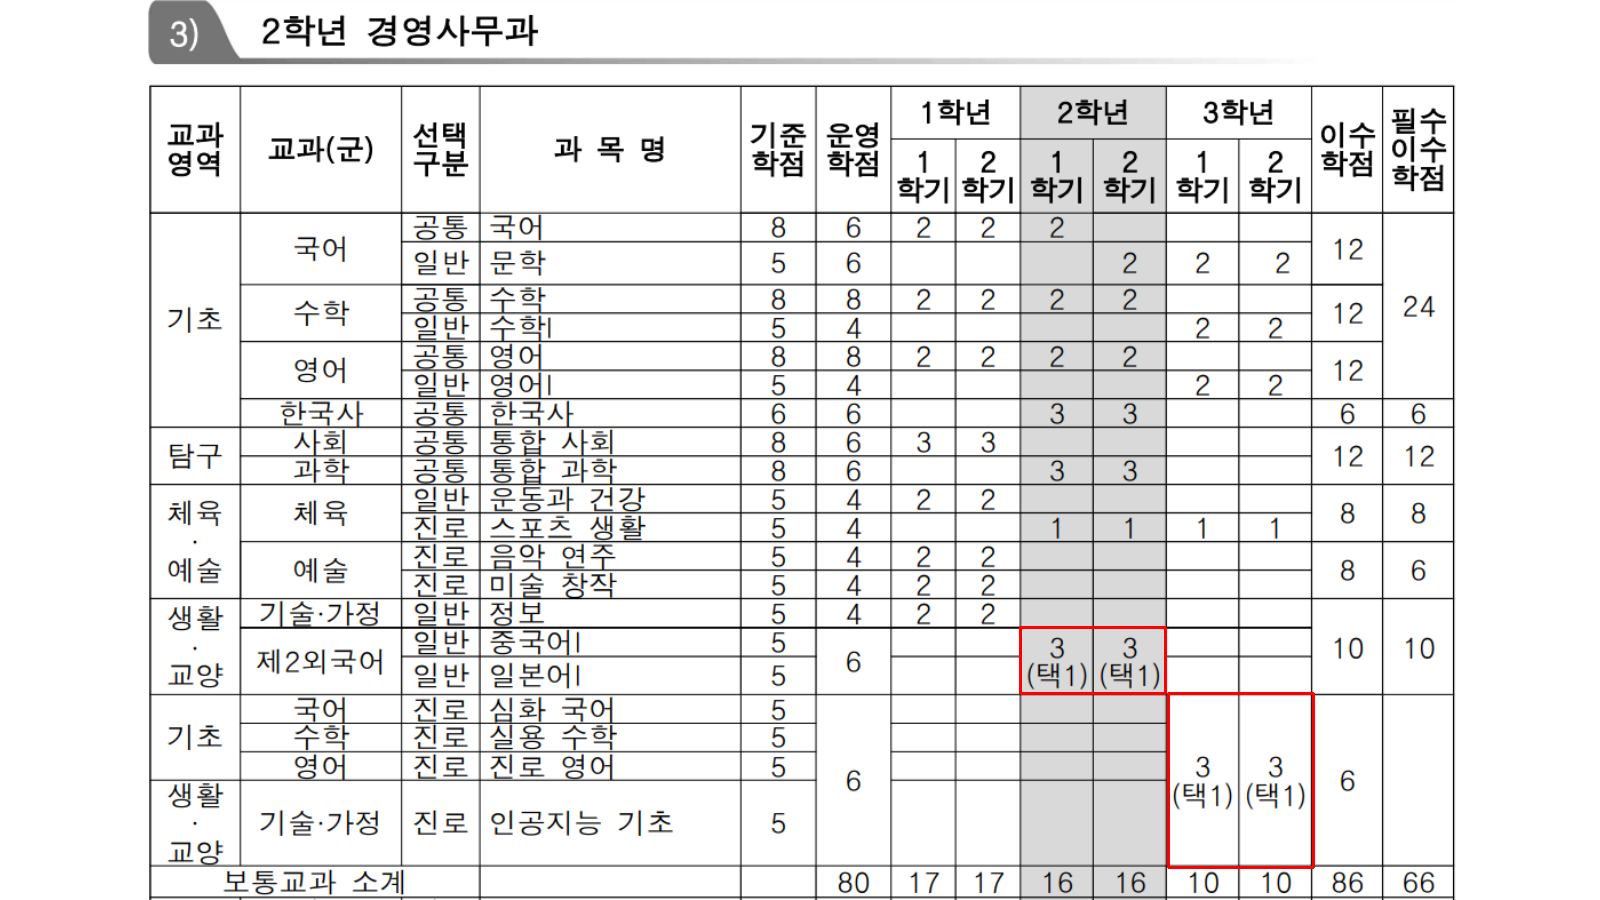 3) 2학년 경영사무과
교과영역 교과(군) 선택구분 과 목 명 기준학점 운영학점 1학년 2학년 3학년 이수학점 필수이수학점
1학기 2학기 1학기 2학기 1학기 2학기
기초 국어 공통 국어 8 6 2 2 2 12 24
일반 문학 5 6 2 2 2
수학 공통 수학 8 8 2 2 2 2 12
일반 수학Ⅰ 5 4 2 2
영어 공통 영어 8 8 2 2 2 2 12
일반 영어Ⅰ 5 4 2 2
한국사 공통 한국사 6 6 3 3 6 6
탐구 사회 공통 통합 사회 8 6 3 3 12 12
과학 공통 통합 과학 8 6 3 3
체육·예술 체육 일반 운동과 건강 5 4 2 2 8 8
진로 스포츠 생활 5 4 1 1 1 1
예술 진로 음악 연주 5 4 2 2 8 6
진로 미술 창작 5 4 2 2
생활·교양 기술·가정 일반 정보 5 4 2 2 10 10
제2외국어 일반 중국어Ⅰ 5 6 3(택1) 3(택1)
일반 일본어Ⅰ 5
기초 국어 진로 심화 국어 5 6 3(택1) 3(택1) 6
수학 진로 실용 수학 5
영어 진로 진로 영어 5
생활·교양 기술·가정 진로 인공지능 기초 5
보통교과 소계 80 17 17 16 16 10 10 86 66